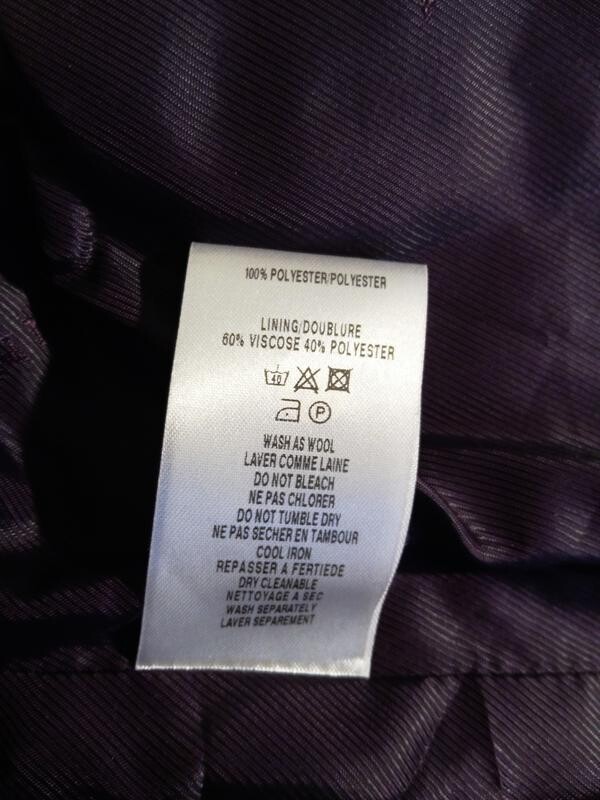 100% POLYESTER/POLYESTER
LINING/DOUBLURE
60% VISCOSE 40% POLYESTER
40
P
WASH AS WOOL
LAVER COMME LAINE
DO NOT BLEACH
NE PAS CHLORER
DO NOT TUMBLE DRY
NE PAS SECHER EN TAMBOUR
COOL IRON
REPASSER A FERTIEDE
DRY CLEANABLE
NETTOYAGE A SEC
WASH SEPARATELY
LAVER SEPAREMENT